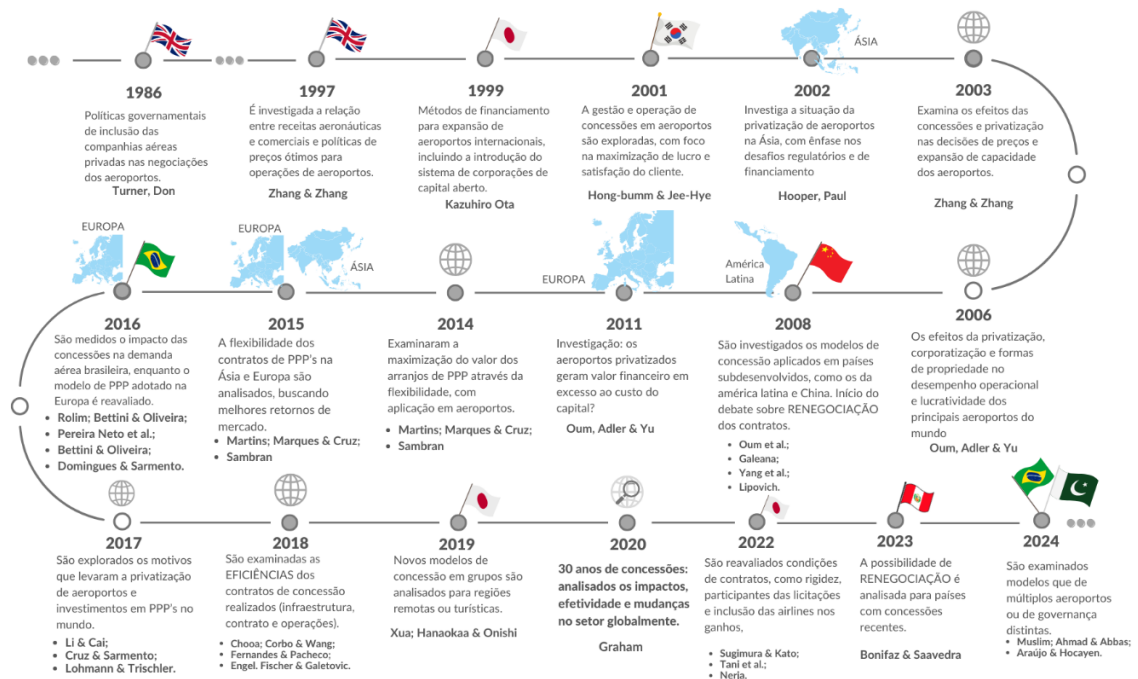 1986
Políticas governamentais
de inclusão das
companhias aéreas
privadas nas negociações
dos aeroportos.
Turner, Don
1997
É investigada a relação
entre receitas aeronáuticas
e comerciais e políticas de
preços ótimos para
operações de aeroportos.
Zhang & Zhang
1999
Métodos de financiamento
para expansão de
aeroportos internacionais,
incluindo a introdução do
sistema de corporações de
capital aberto.
Kazuhiro Ota
2001
A gestão e operação de
concessões em aeroportos
são exploradas, com foco
na maximização de lucro e
satisfação do cliente.
Hong-bumm & Jee-Hye
ÁSIA
2002
Investiga a situação da
privatização de aeroportos
na Ásia, com ênfase nos
desafios regulatórios e de
financiamento
Hooper, Paul
2003
Examina os efeitos das
concessões e privatização
nas decisões de preços e
expansão de capacidade
dos aeroportos.
Zhang & Zhang
EUROPA
2016
São medidos o impacto das
concessões na demanda
aérea brasileira, enquanto o
modelo de PPP adotado na
Europa é reavaliado.
• Rolim; Bettini & Oliveira;
• Pereira Neto et al.;
• Bettini & Oliveira;
• Domingues & Sarmento.
EUROPA
ÁSIA
2015
A flexibilidade dos
contratos de PPP's na
Ásia e Europa são
analisados, buscando
melhores retornos de
mercado.
• Martins; Marques & Cruz;
• Sambran
2014
Examinaram a
maximização do valor dos
arranjos de PPP através da
flexibilidade, com
aplicação em aeroportos.
• Martins; Marques & Cruz;
• Sambran
EUROPA
2011
Investigação: os
aeroportos privatizados
geram valor financeiro em
excesso ao custo do
capital?
Oum, Adler & Yu
América
Latina
2008
São investigados os modelos de
concessão aplicados em países
subdesenvolvidos, como os da
américa latina e China. Início do
debate sobre RENEGOCIAÇÃO
dos contratos.
• Oum et al.;
• Galeana;
• Yang et al.;
• Lipovich.
2006
Os efeitos da privatização,
corporatização e formas
de propriedade no
desempenho operacional
e lucratividade dos
principais aeroportos do
mundo
Oum, Adler & Yu
2017
São explorados os motivos
que levaram a privatização
de aeroportos e
investimentos em PPP's no
mundo.
• Li & Cai;
• Cruz & Sarmento;
• Lohmann & Trischler.
2018
São examinadas as
EFICIÊNCIAS dos
contratos de concessão
realizados (infraestrutura,
contrato e operações).
• Chooa; Corbo & Wang;
• Fernandes & Pacheco;
• Engel. Fischer & Galetovic.
2019
Novos modelos de
concessão em grupos são
analisados para regiões
remotas ou turísticas.
Xua; Hanaokaa & Onishi
2020
30 anos de concessões:
analisados os impactos,
efetividade e mudanças
no setor globalmente.
Graham
2022
São reavaliados condições
de contratos, como rigidez,
participantes das licitações
e inclusão das airlines nos
ganhos,
• Sugimura & Kato;
• Tani et al.;
• Neria.
2023
A possibilidade de
RENEGOCIAÇÃO é
analisada para países
com concessões
recentes.
Bonifaz & Saavedra
2024
São examinados
modelos que de
múltiplos aeroportos
ou de governança
distintas.
• Muslim; Ahmad & Abbas;
• Araújo & Hocayen.